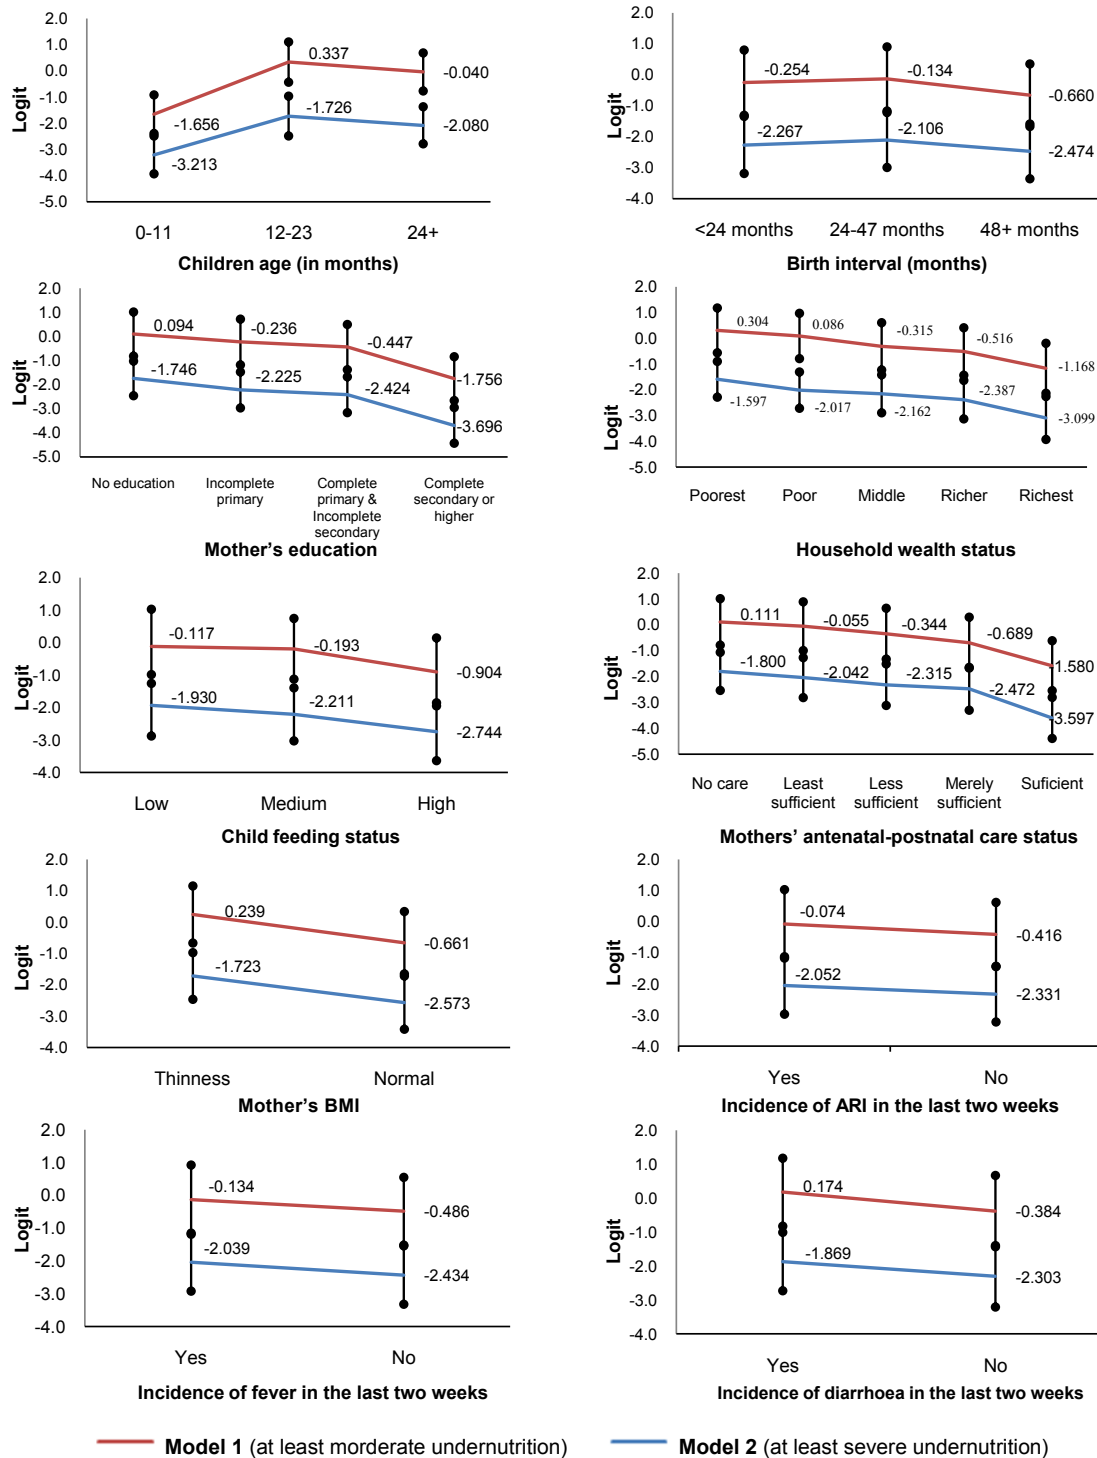 2.0
1.0
0.0
-1.0
-2.0
-3.0
-4.0
-5.0
Logit
-1.656
0.337
-0.040
-3.213
-1.726
-2.080
0-11 12-23 24+
Children age (in months)
2.0
1.0
0.0
-1.0
-2.0
-3.0
-4.0
Logit
-0.254
-0.134
-0.660
-2.267
-2.106
-2.474
<24 months 24-47 months 48+ months
Birth interval (months)
2.0
1.0
0.0
-1.0
-2.0
-3.0
-4.0
-5.0
Logit
0.094
-0.236
-0.447
-1.756
-1.746
-2.225
-2.424
-3.696
No education
Incomplete
primary
Complete
primary &
Incomplete
secondary
Complete
secondary or
higher
Mother's education
2.0
1.0
0.0
-1.0
-2.0
-3.0
-4.0
-5.0
Logit
0.304
0.086
-0.315
-0.516
-1.168
-1.597
-2.017
-2.162
-2.387
-3.099
Poorest Poor Middle Richer Richest
Household wealth status
2.0
1.0
0.0
-1.0
-2.0
-3.0
-4.0
Logit
-0.117
-0.193
-0.904
-1.930
-2.211
-2.744
Low Medium High
Child feeding status
2.0
1.0
0.0
-1.0
-2.0
-3.0
-4.0
-5.0
Logit
0.111
-0.055
-0.344
-0.689
-1.580
-1.800
-2.042
-2.315
-2.472
-3.597
No care
Least
sufficient
Less
sufficient
Merely
sufficient
Suficient
Mothers' antenatal-postnatal care status
2.0
1.0
0.0
-1.0
-2.0
-3.0
-4.0
Logit
0.239
-0.661
-1.723
-2.573
Thinness Normal
Mother's BMI
2.0
1.0
0.0
-1.0
-2.0
-3.0
-4.0
Logit
-0.074
-0.416
-2.052
-2.331
Yes No
Incidence of ARI in the last two weeks
2.0
1.0
0.0
-1.0
-2.0
-3.0
-4.0
Logit
-0.134
-0.486
-2.039
-2.434
Yes No
Incidence of fever in the last two weeks
2.0
1.0
0.0
-1.0
-2.0
-3.0
-4.0
Logit
0.174
-0.384
-1.869
-2.303
Yes No
Incidence of diarrhoea in the last two weeks
Model 1 (at least morderate undernutrition) Model 2 (at least severe undernutrition)